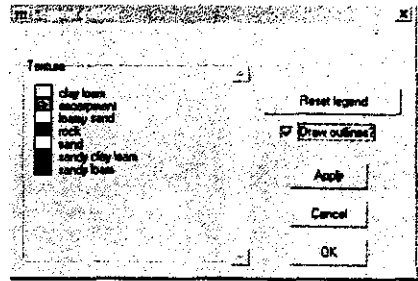 Texture
clay loam
escarpment
loamy sand
rock
sand
sandy clay loam
sandy loam
Reset legend
Draw outlines?
Apply
Cancel
OK